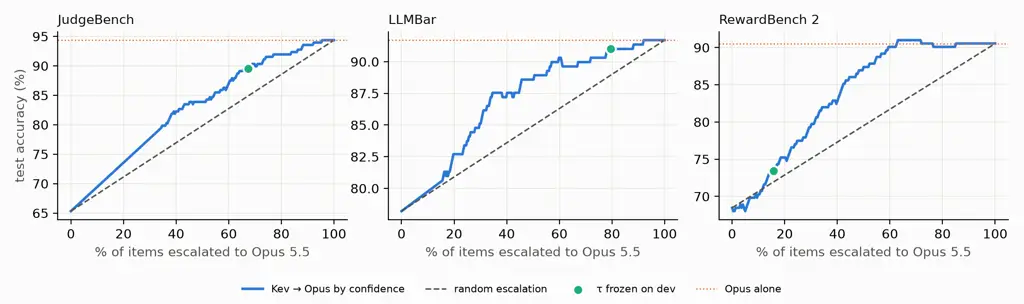 JudgeBench
LLMBar
RewardBench 2
test accuracy (%)
95
90
85
80
75
70
65
0 20 40 60 80 100
% of items escalated to Opus 5.5
90.0
87.5
85.0
82.5
80.0
0 20 40 60 80 100
% of items escalated to Opus 5.5
90
85
80
75
70
0 20 40 60 80 100
% of items escalated to Opus 5.5
Kev → Opus by confidence
random escalation
τ frozen on dev
Opus alone